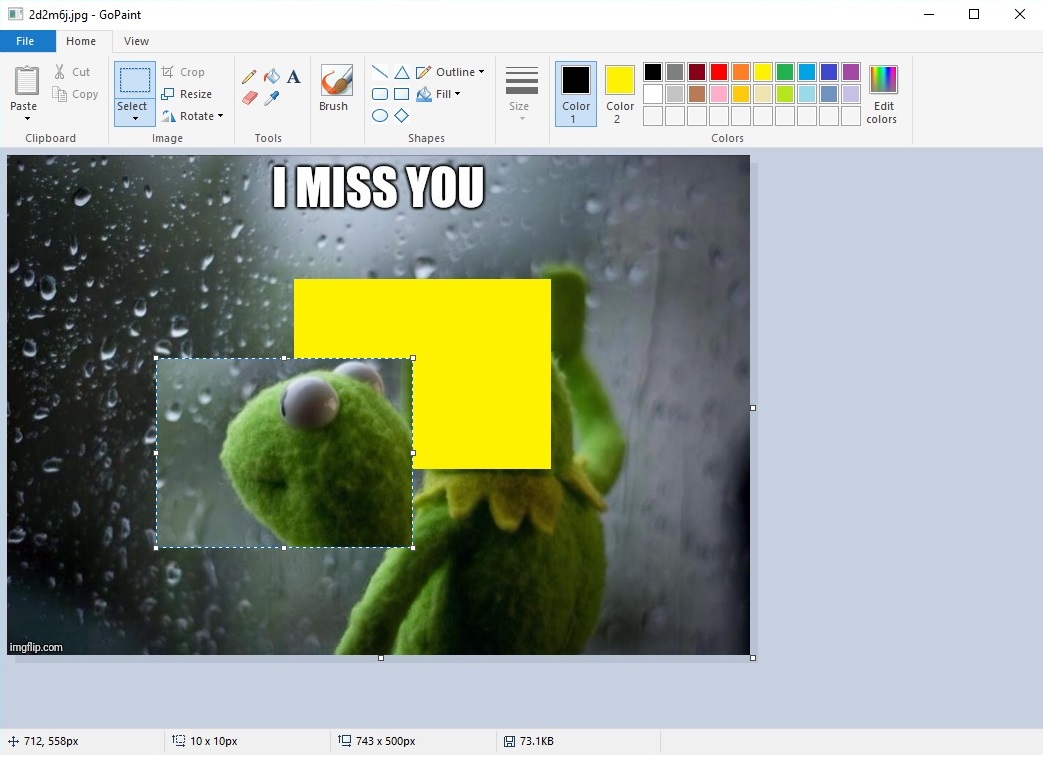 2d2m6j.jpg - GoPaint
File Home View
Paste
Cut
Copy
Clipboard
Select
Crop
Resize
Rotate
Image
A
Tools
Brush
Outline
Fill
Shapes
Size
Color
1
Color
2
Edit
colors
Colors
I MISS YOU
imgflip.com
712, 558px
10 x 10px
743 x 500px
73.1KB